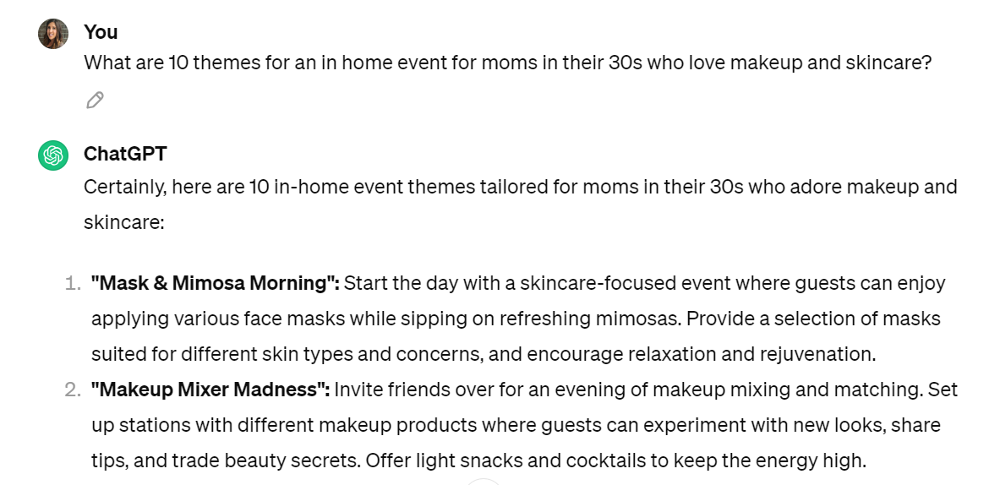 You
What are 10 themes for an in home event for moms in their 30s who love makeup and skincare?
ChatGPT
Certainly, here are 10 in-home event themes tailored for moms in their 30s who adore makeup and
skincare:
1. "Mask & Mimosa Morning": Start the day with a skincare-focused event where guests can enjoy
applying various face masks while sipping on refreshing mimosas. Provide a selection of masks
suited for different skin types and concerns, and encourage relaxation and rejuvenation.
2. "Makeup Mixer Madness": Invite friends over for an evening of makeup mixing and matching. Set
up stations with different makeup products where guests can experiment with new looks, share
tips, and trade beauty secrets. Offer light snacks and cocktails to keep the energy high.